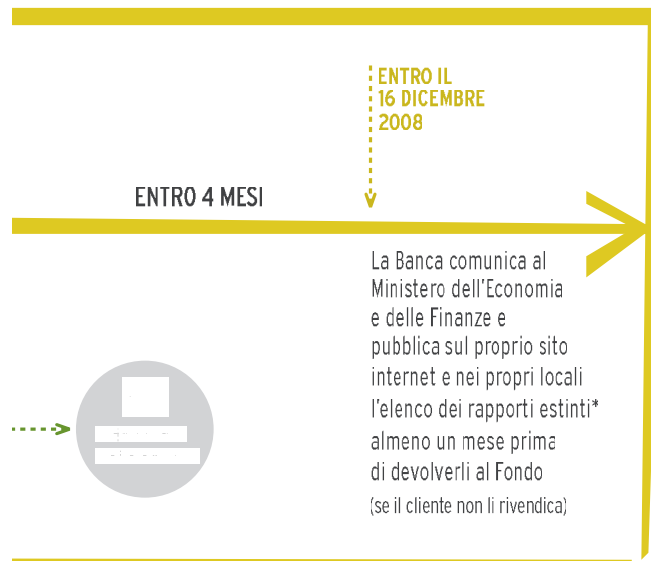 ENTRO IL
16 DICEMBRE
2008
ENTRO 4 MESI
La Banca comunica al
Ministero dell'Economia
e delle Finanze e
pubblica sul proprio sito
internet e nei propri locali
l'elenco dei rapporti estinti*
almeno un mese prima
di devolverli al Fondo
(se il cliente non li rivendica)